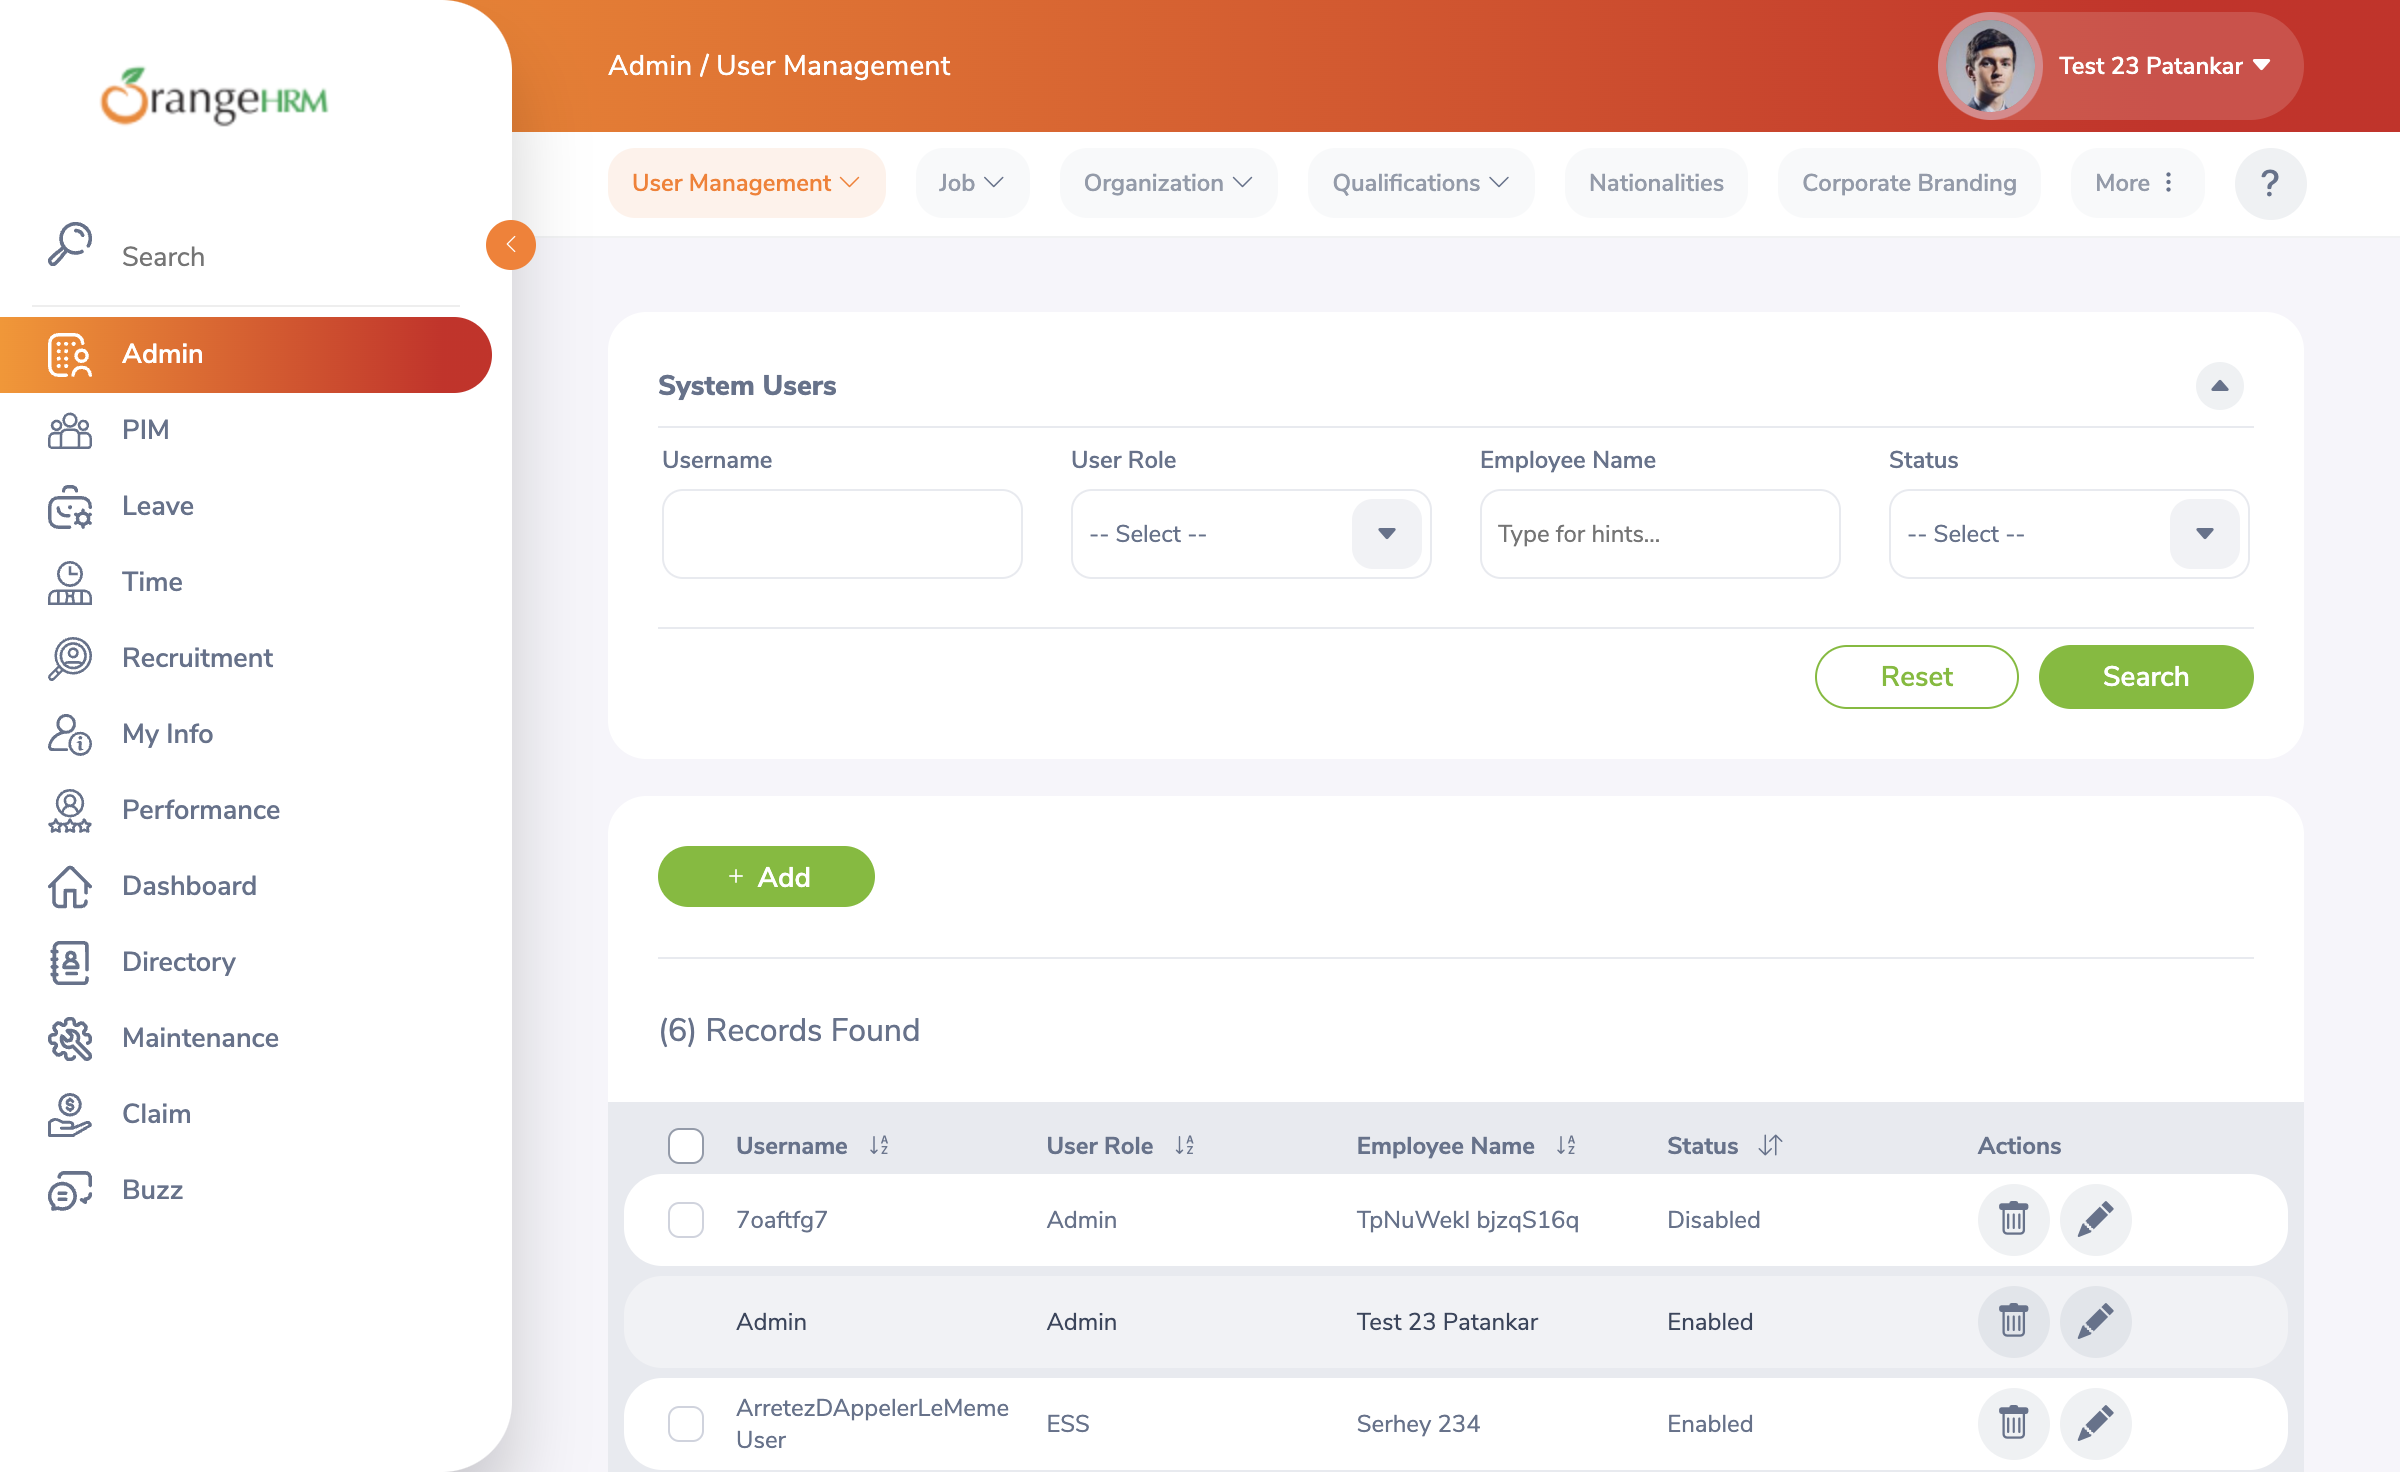 OrangeHRM
Admin / User Management
Test 23 Patankar
User Management
Job
Organization
Qualifications
Nationalities
Corporate Branding
More
?
Search
Admin
PIM
Leave
Time
Recruitment
My Info
Performance
Dashboard
Directory
Maintenance
Claim
Buzz
System Users
Username
User Role
Employee Name
Status
-- Select --
Type for hints...
-- Select --
Reset
Search
+ Add
(6) Records Found
Username
User Role
Employee Name
Status
Actions
7oaftfg7
Admin
TpNuWekl bjzqS16q
Disabled
Admin
Admin
Test 23 Patankar
Enabled
ArretezDAppelerLeMeme
User
ESS
Serhey 234
Enabled